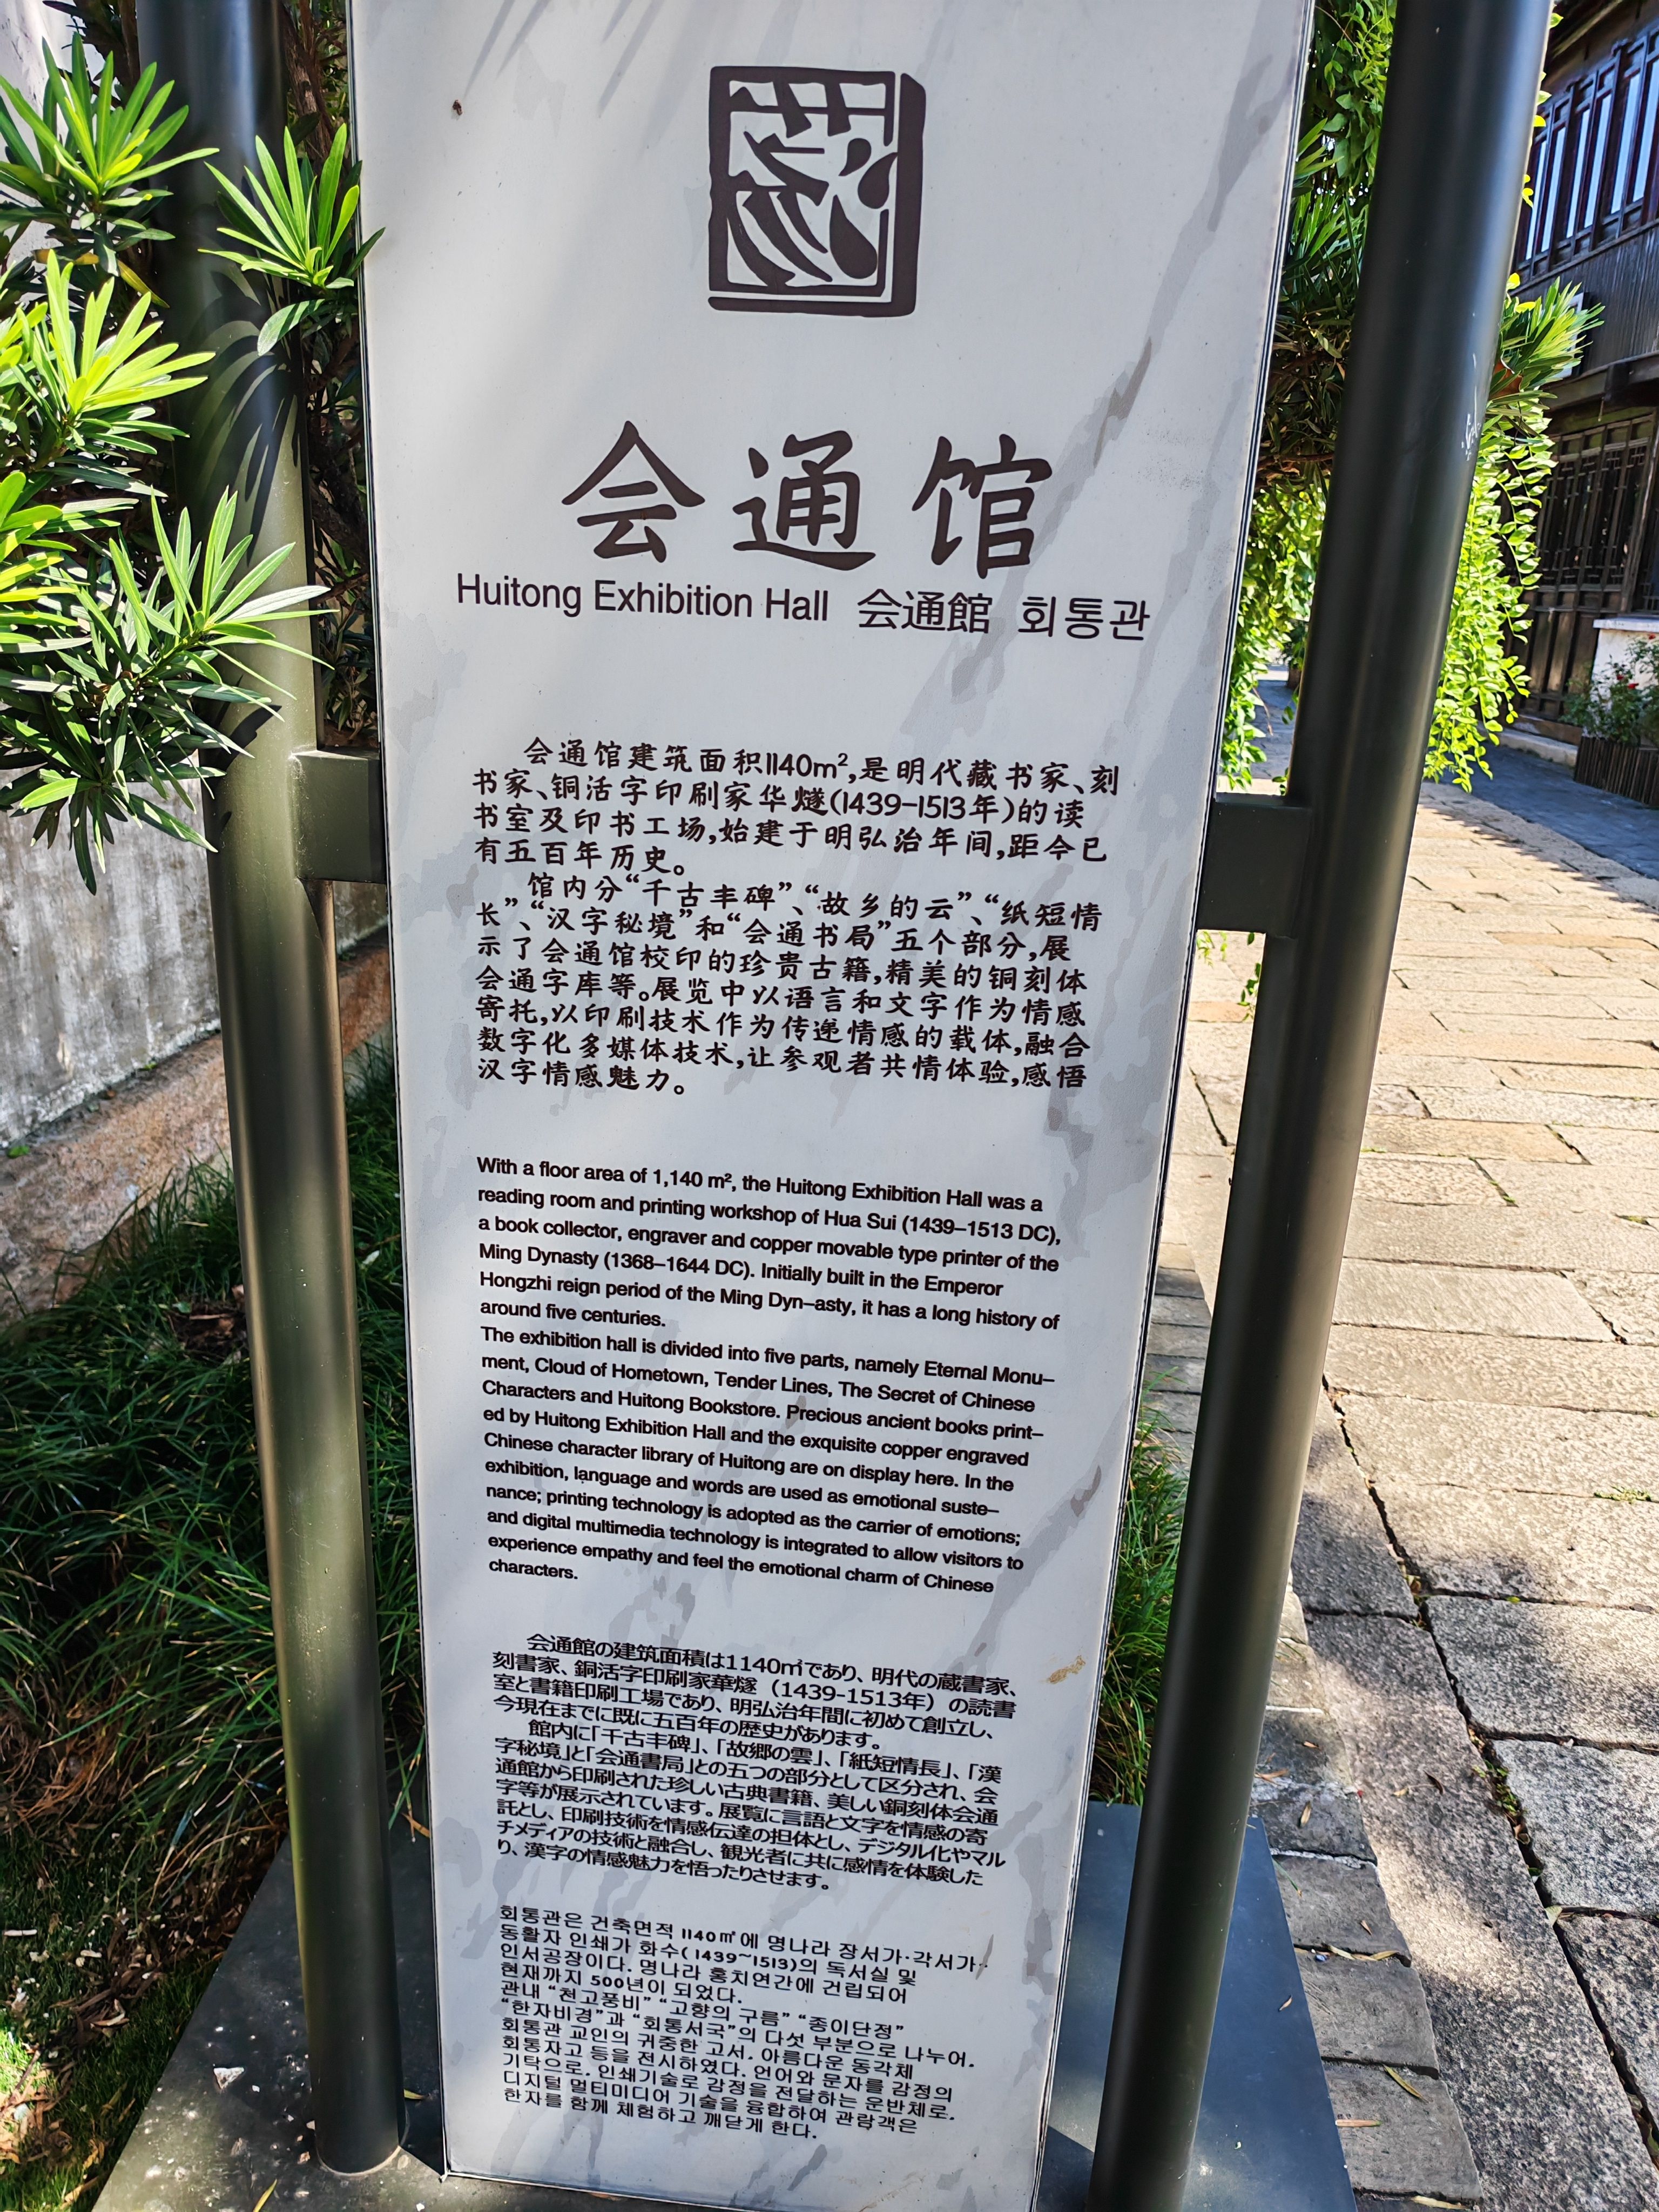 会通馆
Huitong Exhibition Hall 会通館 회통관
会通馆建筑面积1140m²,是明代藏书家、刻
书家、铜活字印刷家华燧(1439-1513年)的读
书室及印书工场,始建于明弘治年间,距今已
有五百年历史。
馆内分“千古丰碑”、“故乡的云”、“纸短情
长”、“汉字秘境”和“会通书局”五个部分,展
示了会通馆校印的珍贵古籍,精美的铜刻体
会通字库等。展览中以语言和文字作为情感
寄托,以印刷技术作为传递情感的载体,融合
数字化多媒体技术,让参观者共情体验,感悟
汉字情感魅力。
With a floor area of 1,140 m², the Huitong Exhibition Hall was a
reading room and printing workshop of Hua Sui (1439–1513 DC),
a book collector, engraver and copper movable type printer of the
Ming Dynasty (1368–1644 DC). Initially built in the Emperor
Hongzhi reign period of the Ming Dyn–asty, it has a long history of
around five centuries.
The exhibition hall is divided into five parts, namely Eternal Monu–
ment, Cloud of Hometown, Tender Lines, The Secret of Chinese
Characters and Huitong Bookstore. Precious ancient books print–
ed by Huitong Exhibition Hall and the exquisite copper engraved
Chinese character library of Huitong are on display here. In the
exhibition, language and words are used as emotional suste–
nance; printing technology is adopted as the carrier of emotions;
and digital multimedia technology is integrated to allow visitors to
experience empathy and feel the emotional charm of Chinese
characters.
会通館の建筑面積は1140㎡であり、明代の蔵書家、
刻書家、銅活字印刷家華燧（1439-1513年）の読書
室と書籍印刷工場であり、明弘治年間に初めて創立し、
今現在までに既に五百年の歴史があります。
館内に「千古丰碑」、「故郷の雲」、「紙短情長」、「漢
字秘境」と「会通書局」との五つの部分として区分され、会
通館から印刷された珍しい古典書籍、美しい銅刻体会通
字等が展示されています。展覧に言語と文字を情感の寄
託とし、印刷技術を情感伝達の担体とし、デジタル化やマル
チメディアの技術と融合し、観光者に共に感情を体験した
り、漢字の情感魅力を悟ったりさせます。
회통관은 건축면적 1140㎡에 명나라 장서가·각서가·
동활자 인쇄가 화수(1439~1513)의 독서실 및
인서공장이다. 명나라 홍치연간에 건립되어
현재까지 500년이 되었다.
관내 “천고풍비” “고향의 구름” “종이단정”
“한자비경”과 “회통서국”의 다섯 부분으로 나누어.
회통관 교인의 귀중한 고서. 아름다운 동각체
회통자고 등을 전시하였다. 언어와 문자를 감정의
기탁으로. 인쇄기술로 감정을 전달하는 운반체로.
디지털 멀티미디어 기술을 융합하여 관람객은
한자를 함께 체험하고 깨닫게 한다.